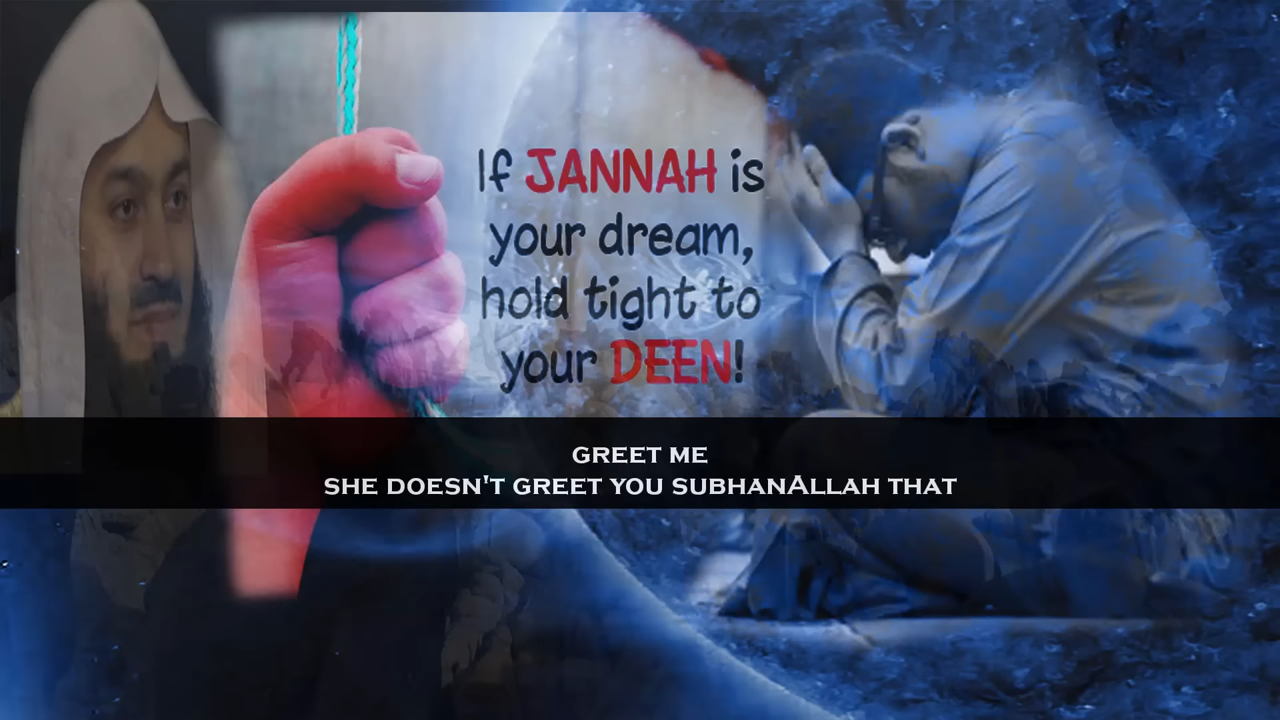 If JANNAH is
your dream,
hold tight to
your DEEN!
GREET ME
SHE DOESN'T GREET YOU SUBHANALLAH THAT